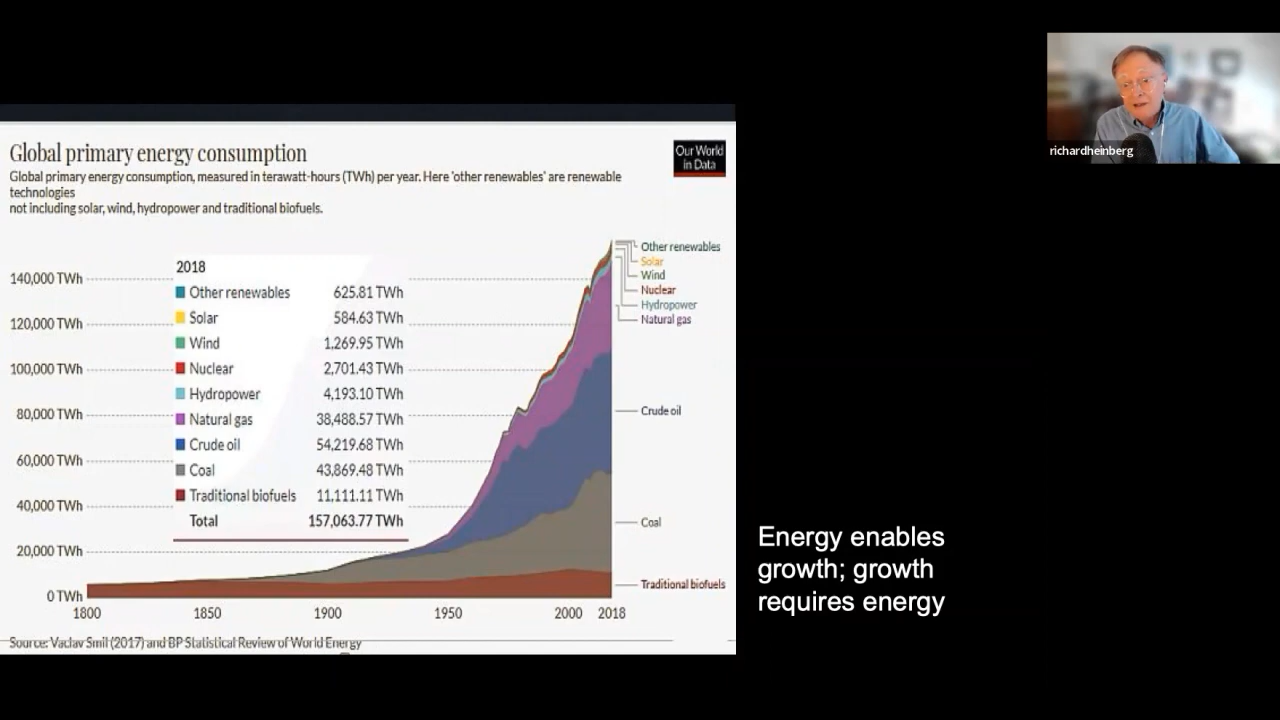 richardheinberg
Global primary energy consumption
Our World
in Data
Global primary energy consumption, measured in terawatt-hours (TWh) per year. Here 'other renewables' are renewable
technologies
not including solar, wind, hydropower and traditional biofuels.
140,000 TWh
120,000 TWh
100,000 TWh
80,000 TWh
60,000 TWh
40,000 TWh
20,000 TWh
0 TWh
2018
Other renewables 625.81 TWh
Solar 584.63 TWh
Wind 1,269.95 TWh
Nuclear 2,701.43 TWh
Hydropower 4,193.10 TWh
Natural gas 38,488.57 TWh
Crude oil 54,219.68 TWh
Coal 43,869.48 TWh
Traditional biofuels 11,111.11 TWh
Total 157,063.77 TWh
Other renewables
Solar
Wind
Nuclear
Hydropower
Natural gas
Crude oil
Coal
Traditional biofuels
1800 1850 1900 1950 2000 2018
Source: Vaclav Smil (2017) and BP Statistical Review of World Energy
Energy enables
growth; growth
requires energy